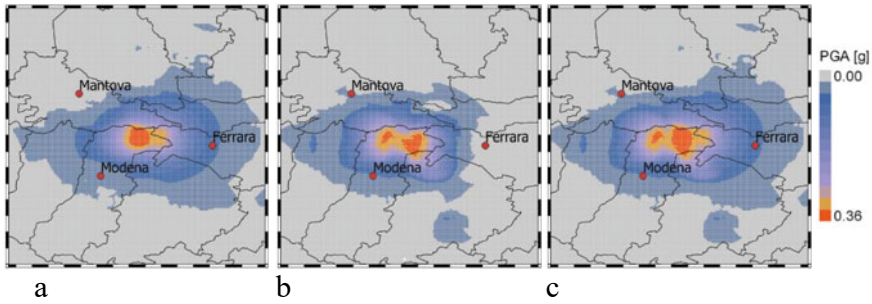 Mantova
Ferrara
Modena
Mantova
Ferrara
Modena
Mantova
Ferrara
Modena
PGA [g]
0.00
0.36
a
b
c